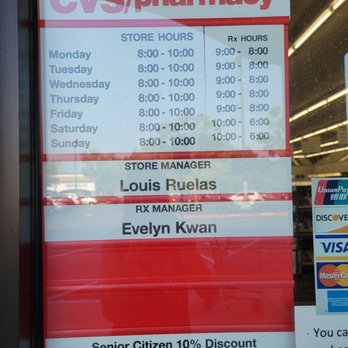 CVS/pharmacy
STORE HOURS Rx HOURS
Monday 8:00 - 10:00 9:00 - 8:00
Tuesday 8:00 - 10:00 9:00 - 8:00
Wednesday 8:00 - 10:00 9:00 - 8:00
Thursday 8:00 - 10:00 9:00 - 8:00
Friday 8:00 - 10:00 9:00 - 8:00
Saturday 8:00 - 10:00 10:00 - 6:00
Sunday 8:00 - 10:00 10:00 - 6:00
STORE MANAGER
Louis Ruelas
RX MANAGER
Evelyn Kwan
Senior Citizen 10% Discount
UnionPay
DISCOVER
VISA
MasterCard
You ca